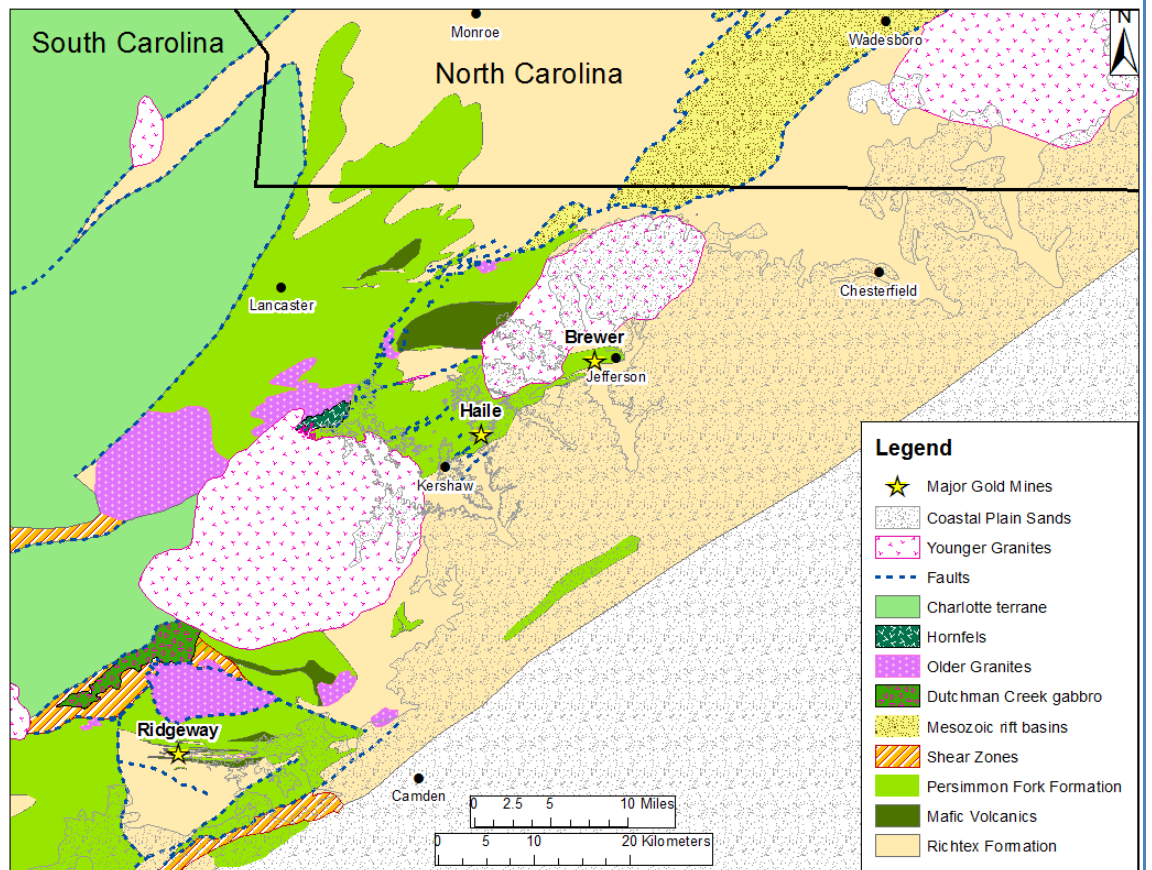 South Carolina
Monroe
North Carolina
Wadesboro
N
Lancaster
Chesterfield
Brewer
Jefferson
Haile
Kershaw
Ridgeway
Camden
0 2.5 5 10 Miles
0 5 10 20 Kilometers
Legend
Major Gold Mines
Coastal Plain Sands
Younger Granites
Faults
Charlotte terrane
Hornfels
Older Granites
Dutchman Creek gabbro
Mesozoic rift basins
Shear Zones
Persimmon Fork Formation
Mafic Volcanics
Richtex Formation